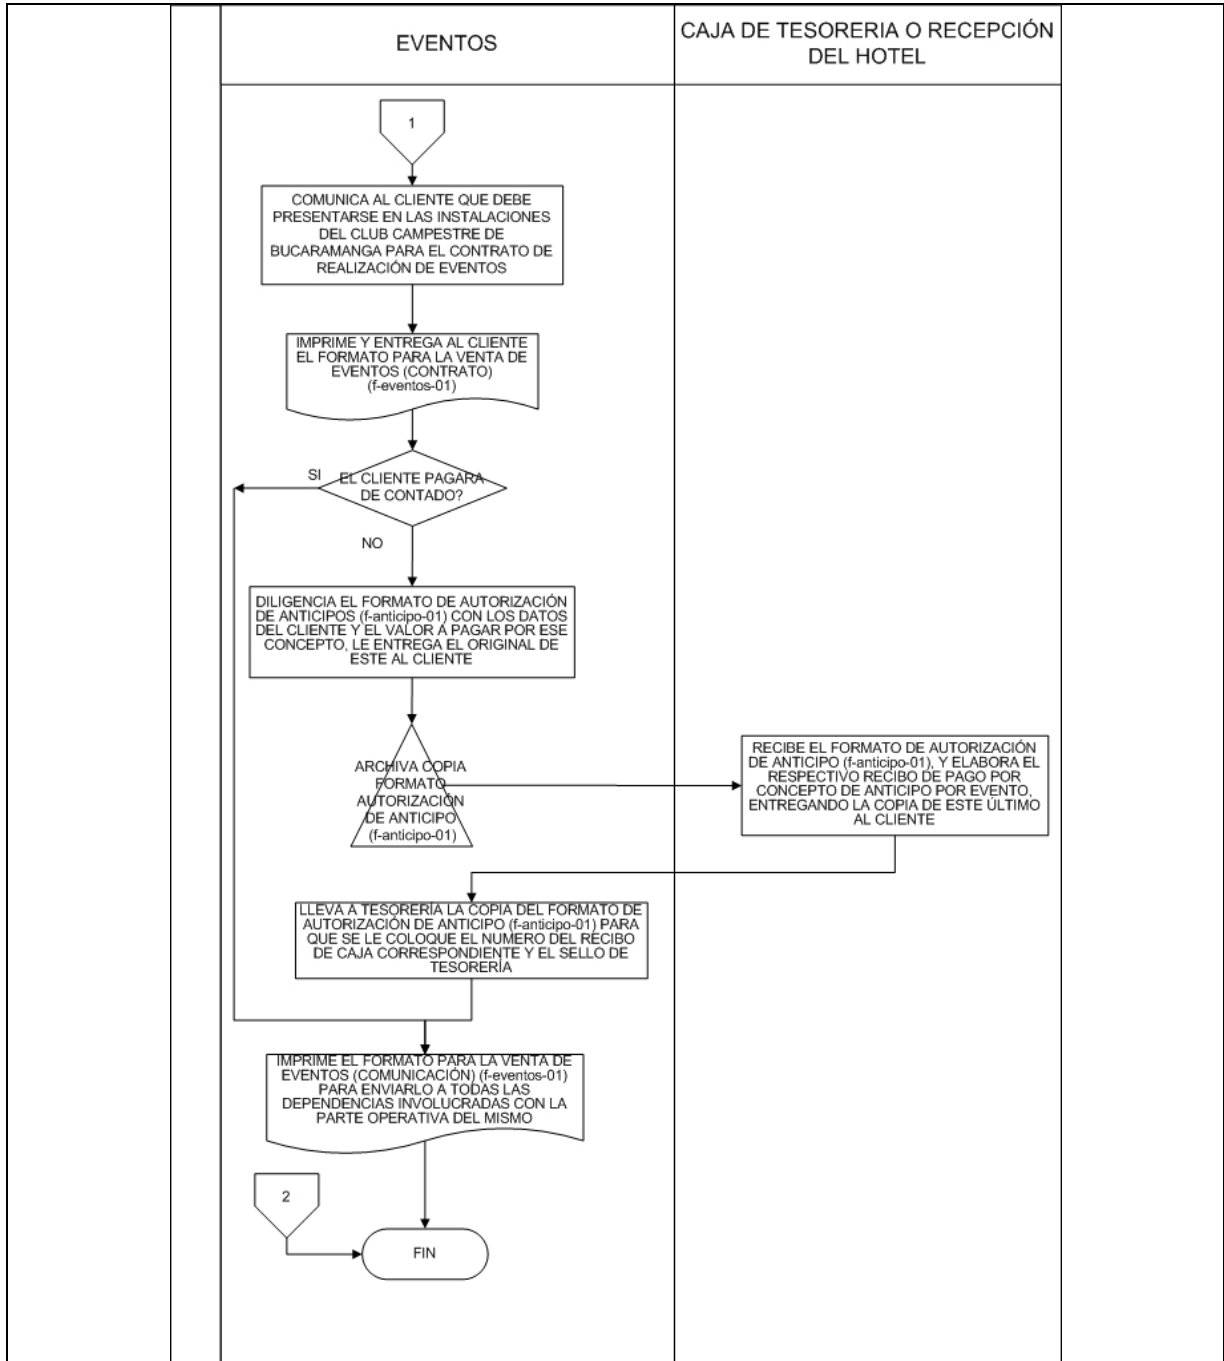 EVENTOS
CAJA DE TESORERIA O RECEPCIÓN
DEL HOTEL
1
COMUNICA AL CLIENTE QUE DEBE
PRESENTARSE EN LAS INSTALACIONES
DEL CLUB CAMPESTRE DE
BUCARAMANGA PARA EL CONTRATO DE
REALIZACIÓN DE EVENTOS
IMPRIME Y ENTREGA AL CLIENTE
EL FORMATO PARA LA VENTA DE
EVENTOS (CONTRATO)
(f-eventos-01)
SI
EL CLIENTE PAGARA
DE CONTADO?
NO
DILIGENCIA EL FORMATO DE AUTORIZACIÓN
DE ANTICIPOS (f-anticipo-01) CON LOS DATOS
DEL CLIENTE Y EL VALOR A PAGAR POR ESE
CONCEPTO, LE ENTREGA EL ORIGINAL DE
ESTE AL CLIENTE
ARCHIVA COPIA
FORMATO
AUTORIZACIÓN
DE ANTICIPO
(f-anticipo-01)
RECIBE EL FORMATO DE AUTORIZACIÓN
DE ANTICIPO (f-anticipo-01), Y ELABORA EL
RESPECTIVO RECIBO DE PAGO POR
CONCEPTO DE ANTICIPO POR EVENTO,
ENTREGANDO LA COPIA DE ESTE ÚLTIMO
AL CLIENTE
LLEVA A TESORERÍA LA COPIA DEL FORMATO DE
AUTORIZACIÓN DE ANTICIPO (f-anticipo-01) PARA
QUE SE LE COLOQUE EL NUMERO DEL RECIBO
DE CAJA CORRESPONDIENTE Y EL SELLO DE
TESORERÍA
IMPRIME EL FORMATO PARA LA VENTA DE
EVENTOS (COMUNICACIÓN) (f-eventos-01)
PARA ENVIARLO A TODAS LAS
DEPENDENCIAS INVOLUCRADAS CON LA
PARTE OPERATIVA DEL MISMO
2
FIN